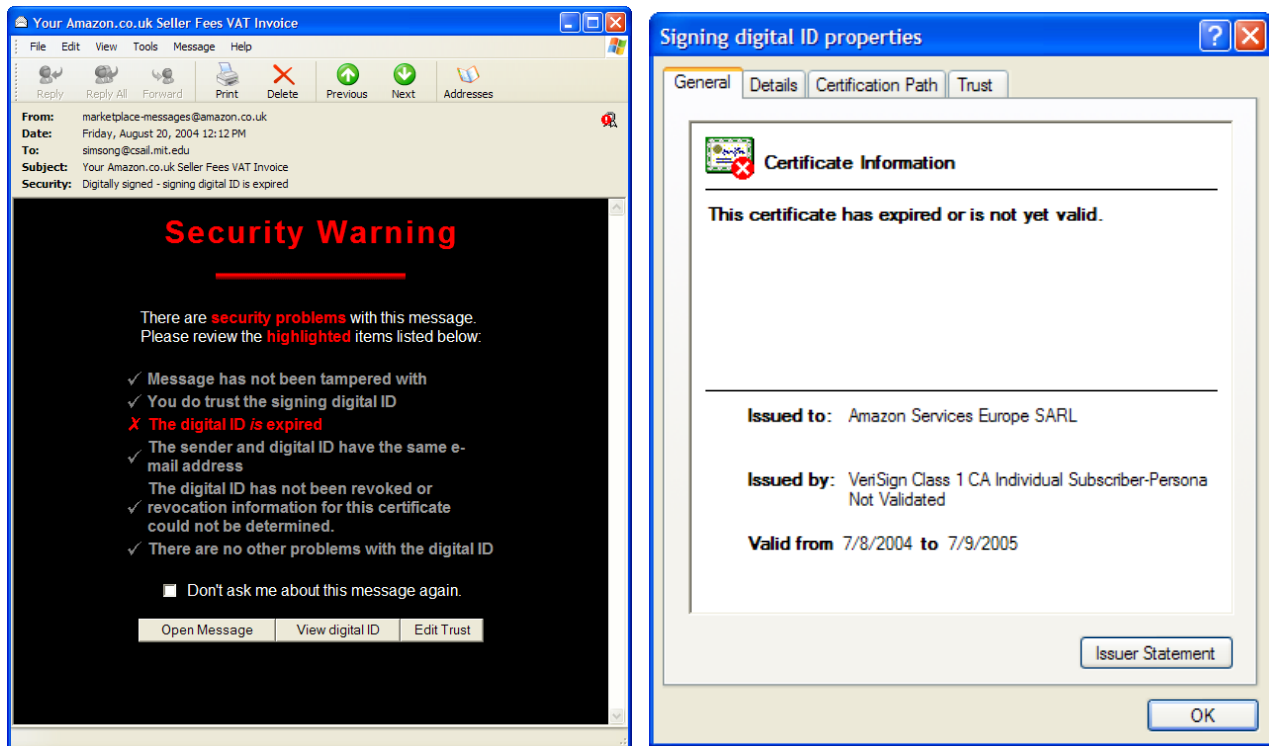 Your Amazon.co.uk Seller Fees VAT Invoice
File Edit View Tools Message Help
Reply Reply All Forward Print Delete Previous Next Addresses
From: marketplace-messages@amazon.co.uk
Date: Friday, August 20, 2004 12:12 PM
To: simsong@csail.mit.edu
Subject: Your Amazon.co.uk Seller Fees VAT Invoice
Security: Digitally signed - signing digital ID is expired
Security Warning
There are security problems with this message.
Please review the highlighted items listed below:
✓ Message has not been tampered with
✓ You do trust the signing digital ID
✗ The digital ID is expired
✓ The sender and digital ID have the same e-
mail address
The digital ID has not been revoked or
✓ revocation information for this certificate
could not be determined.
✓ There are no other problems with the digital ID
Don't ask me about this message again.
Open Message View digital ID Edit Trust
Signing digital ID properties
General Details Certification Path Trust
Certificate Information
This certificate has expired or is not yet valid.
Issued to: Amazon Services Europe SARL
Issued by: VeriSign Class 1 CA Individual Subscriber-Persona
Not Validated
Valid from 7/8/2004 to 7/9/2005
Issuer Statement
OK